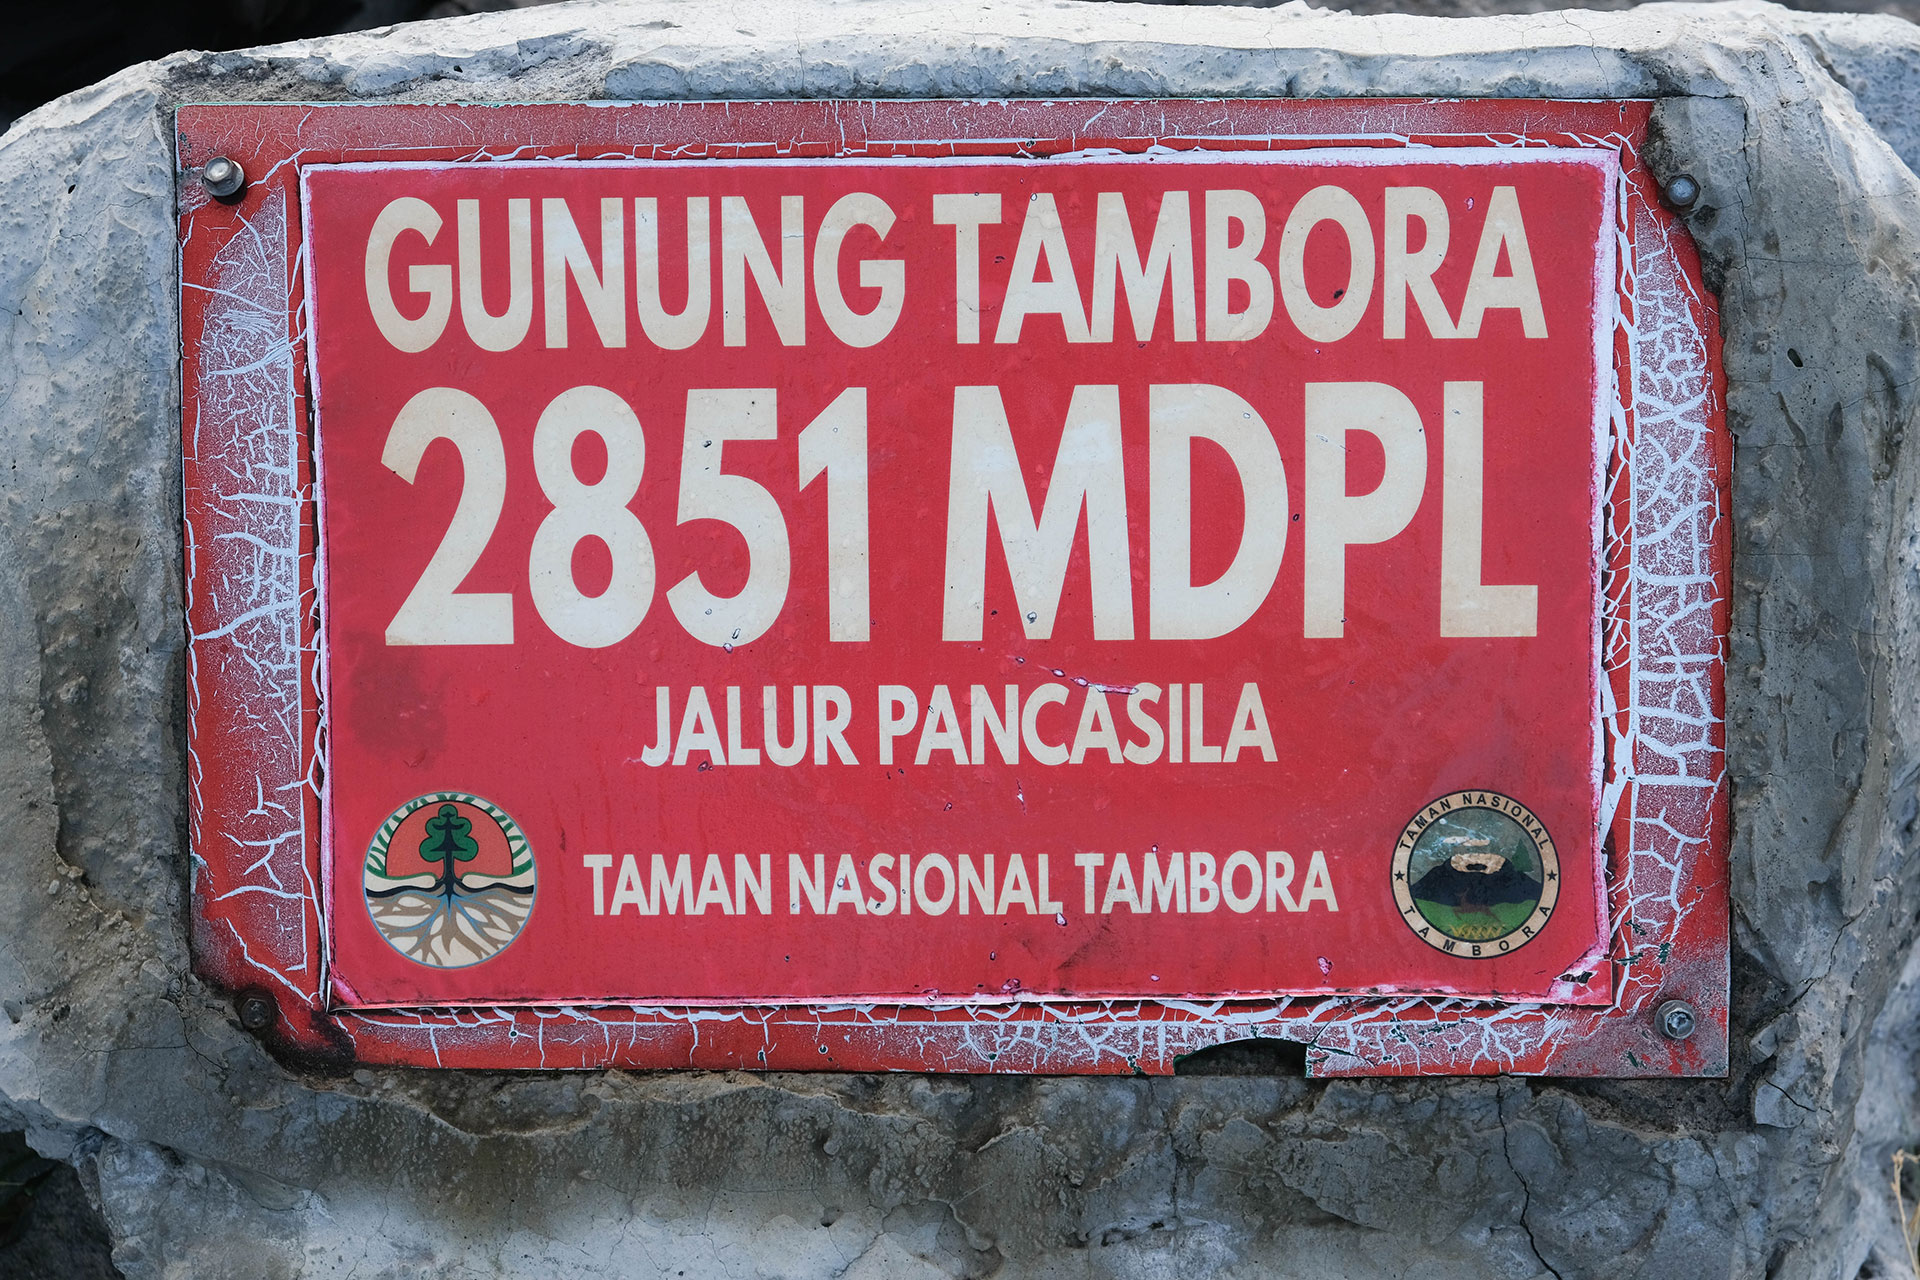 GUNUNG TAMBORA
2851 MDPL
JALUR PANCASILA
TAMAN NASIONAL TAMBORA
TAMAN NASIONAL
TAMBORA